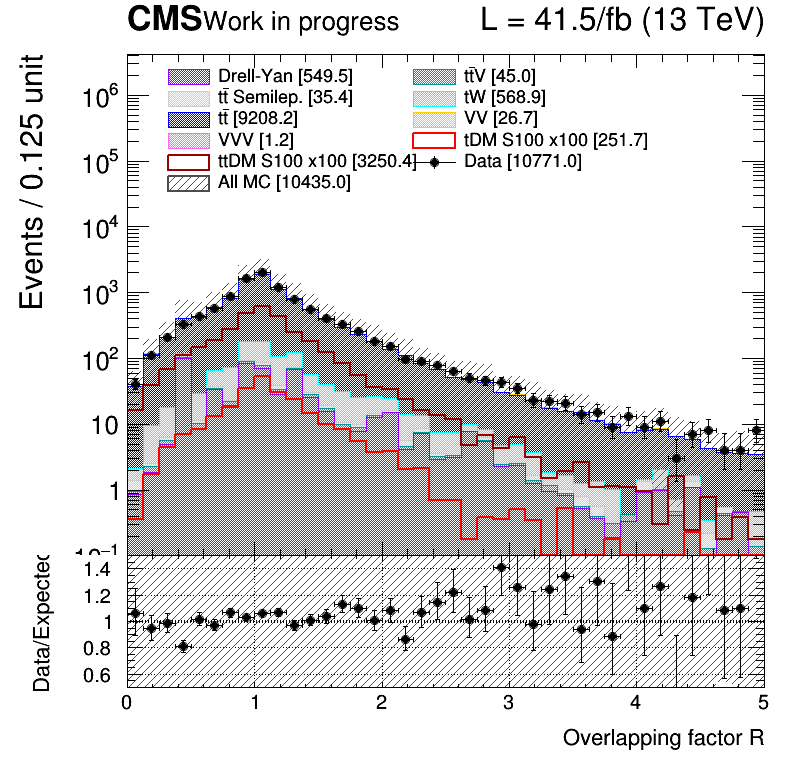 CMS Work in progress L = 41.5/fb (13 TeV)
Events / 0.125 unit
10⁶
10⁵
10⁴
10³
10²
10
1
10⁻¹
Drell-Yan [549.5] tt̄V [45.0]
tt̄ Semilep. [35.4] tW [568.9]
tt̄ [9208.2] VV [26.7]
VVV [1.2] tDM S100 x100 [251.7]
ttDM S100 x100 [3250.4] Data [10771.0]
All MC [10435.0]
Data/Expected
1.4
1.2
1
0.8
0.6
0 1 2 3 4 5
Overlapping factor R